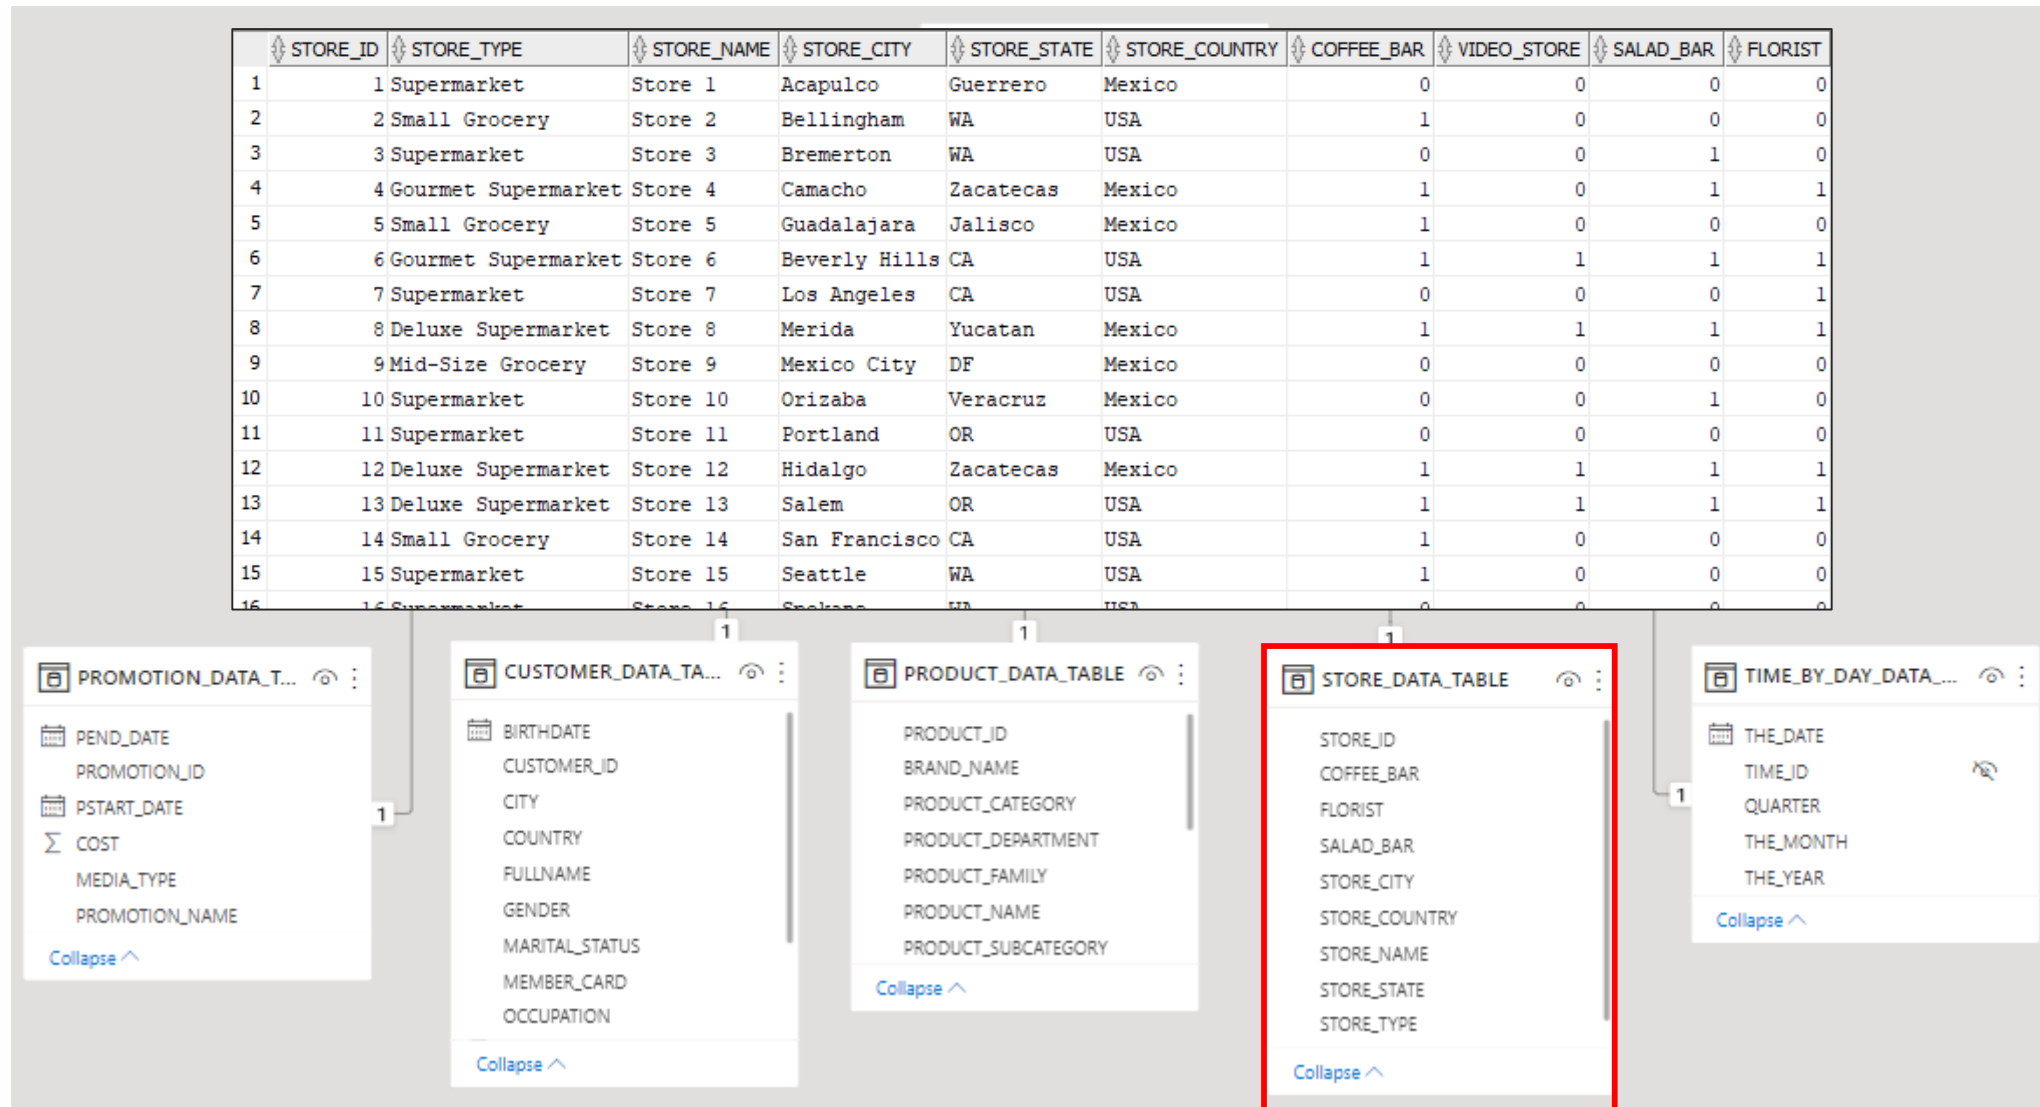 STORE_ID STORE_TYPE STORE_NAME STORE_CITY STORE_STATE STORE_COUNTRY COFFEE_BAR VIDEO_STORE SALAD_BAR FLORIST
1 1 Supermarket Store 1 Acapulco Guerrero Mexico 0 0 0 0
2 2 Small Grocery Store 2 Bellingham WA USA 1 0 0 0
3 3 Supermarket Store 3 Bremerton WA USA 0 0 1 0
4 4 Gourmet Supermarket Store 4 Camacho Zacatecas Mexico 1 0 1 1
5 5 Small Grocery Store 5 Guadalajara Jalisco Mexico 1 0 0 0
6 6 Gourmet Supermarket Store 6 Beverly Hills CA USA 1 1 1 1
7 7 Supermarket Store 7 Los Angeles CA USA 0 0 0 1
8 8 Deluxe Supermarket Store 8 Merida Yucatan Mexico 1 1 1 1
9 9 Mid-Size Grocery Store 9 Mexico City DF Mexico 0 0 0 0
10 10 Supermarket Store 10 Orizaba Veracruz Mexico 0 0 1 0
11 11 Supermarket Store 11 Portland OR USA 0 0 0 0
12 12 Deluxe Supermarket Store 12 Hidalgo Zacatecas Mexico 1 1 1 1
13 13 Deluxe Supermarket Store 13 Salem OR USA 1 1 1 1
14 14 Small Grocery Store 14 San Francisco CA USA 1 0 0 0
15 15 Supermarket Store 15 Seattle WA USA 1 0 0 0
16 16 Supermarket Store 16 Spokane WA USA 0 0 0 0
1 1 1
PROMOTION_DATA_T...
PEND_DATE
PROMOTION_ID
PSTART_DATE
1
COST
MEDIA_TYPE
PROMOTION_NAME
Collapse
CUSTOMER_DATA_TA...
BIRTHDATE
CUSTOMER_ID
CITY
COUNTRY
FULLNAME
GENDER
MARITAL_STATUS
MEMBER_CARD
OCCUPATION
Collapse
PRODUCT_DATA_TABLE
PRODUCT_ID
BRAND_NAME
PRODUCT_CATEGORY
PRODUCT_DEPARTMENT
PRODUCT_FAMILY
PRODUCT_NAME
PRODUCT_SUBCATEGORY
Collapse
STORE_DATA_TABLE
STORE_ID
COFFEE_BAR
FLORIST
SALAD_BAR
STORE_CITY
STORE_COUNTRY
STORE_NAME
STORE_STATE
STORE_TYPE
Collapse
TIME_BY_DAY_DATA_...
THE_DATE
TIME_ID
1
QUARTER
THE_MONTH
THE_YEAR
Collapse